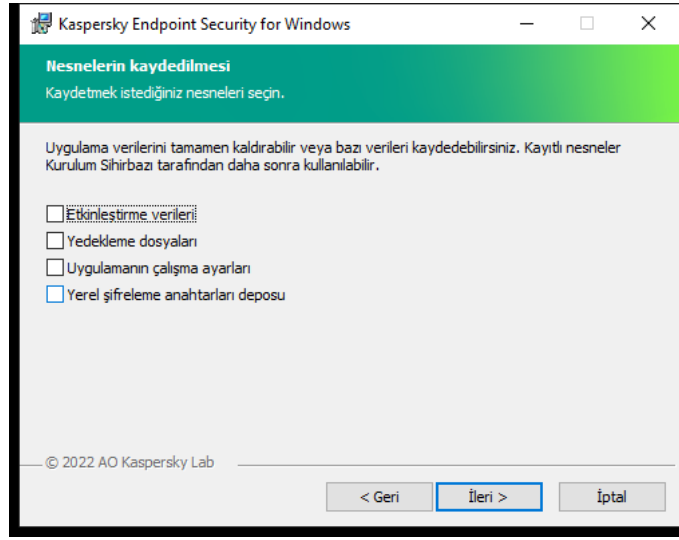 Kaspersky Endpoint Security for Windows
Nesnelerin kaydedilmesi
Kaydetmek istediğiniz nesneleri seçin.
Uygulama verilerini tamamen kaldırabilir veya bazı verileri kaydedebilirsiniz. Kayıtlı nesneler
Kurulum Sihirbazı tarafından daha sonra kullanılabilir.
Etkinleştirme verileri
Yedekleme dosyaları
Uygulamanın çalışma ayarları
Yerel şifreleme anahtarları deposu
© 2022 AO Kaspersky Lab
< Geri
İleri >
İptal